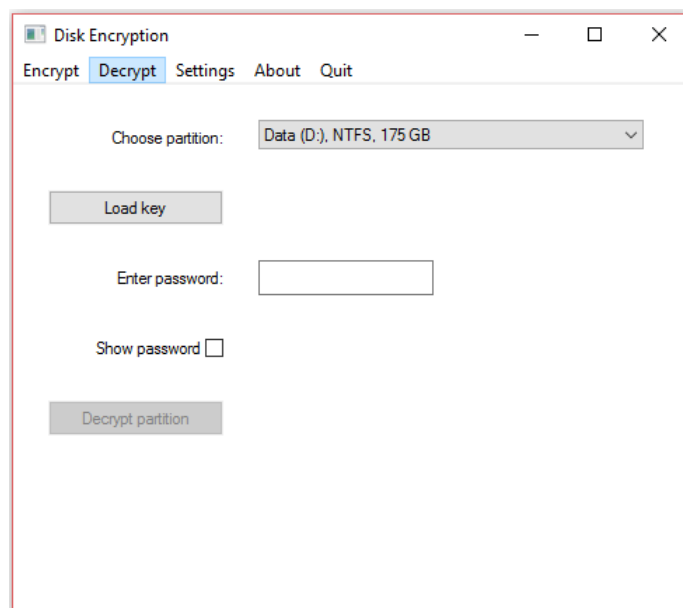 Disk Encryption
Encrypt Decrypt Settings About Quit
Choose partition: Data (D:), NTFS, 175 GB
Load key
Enter password:
Show password
Decrypt partition